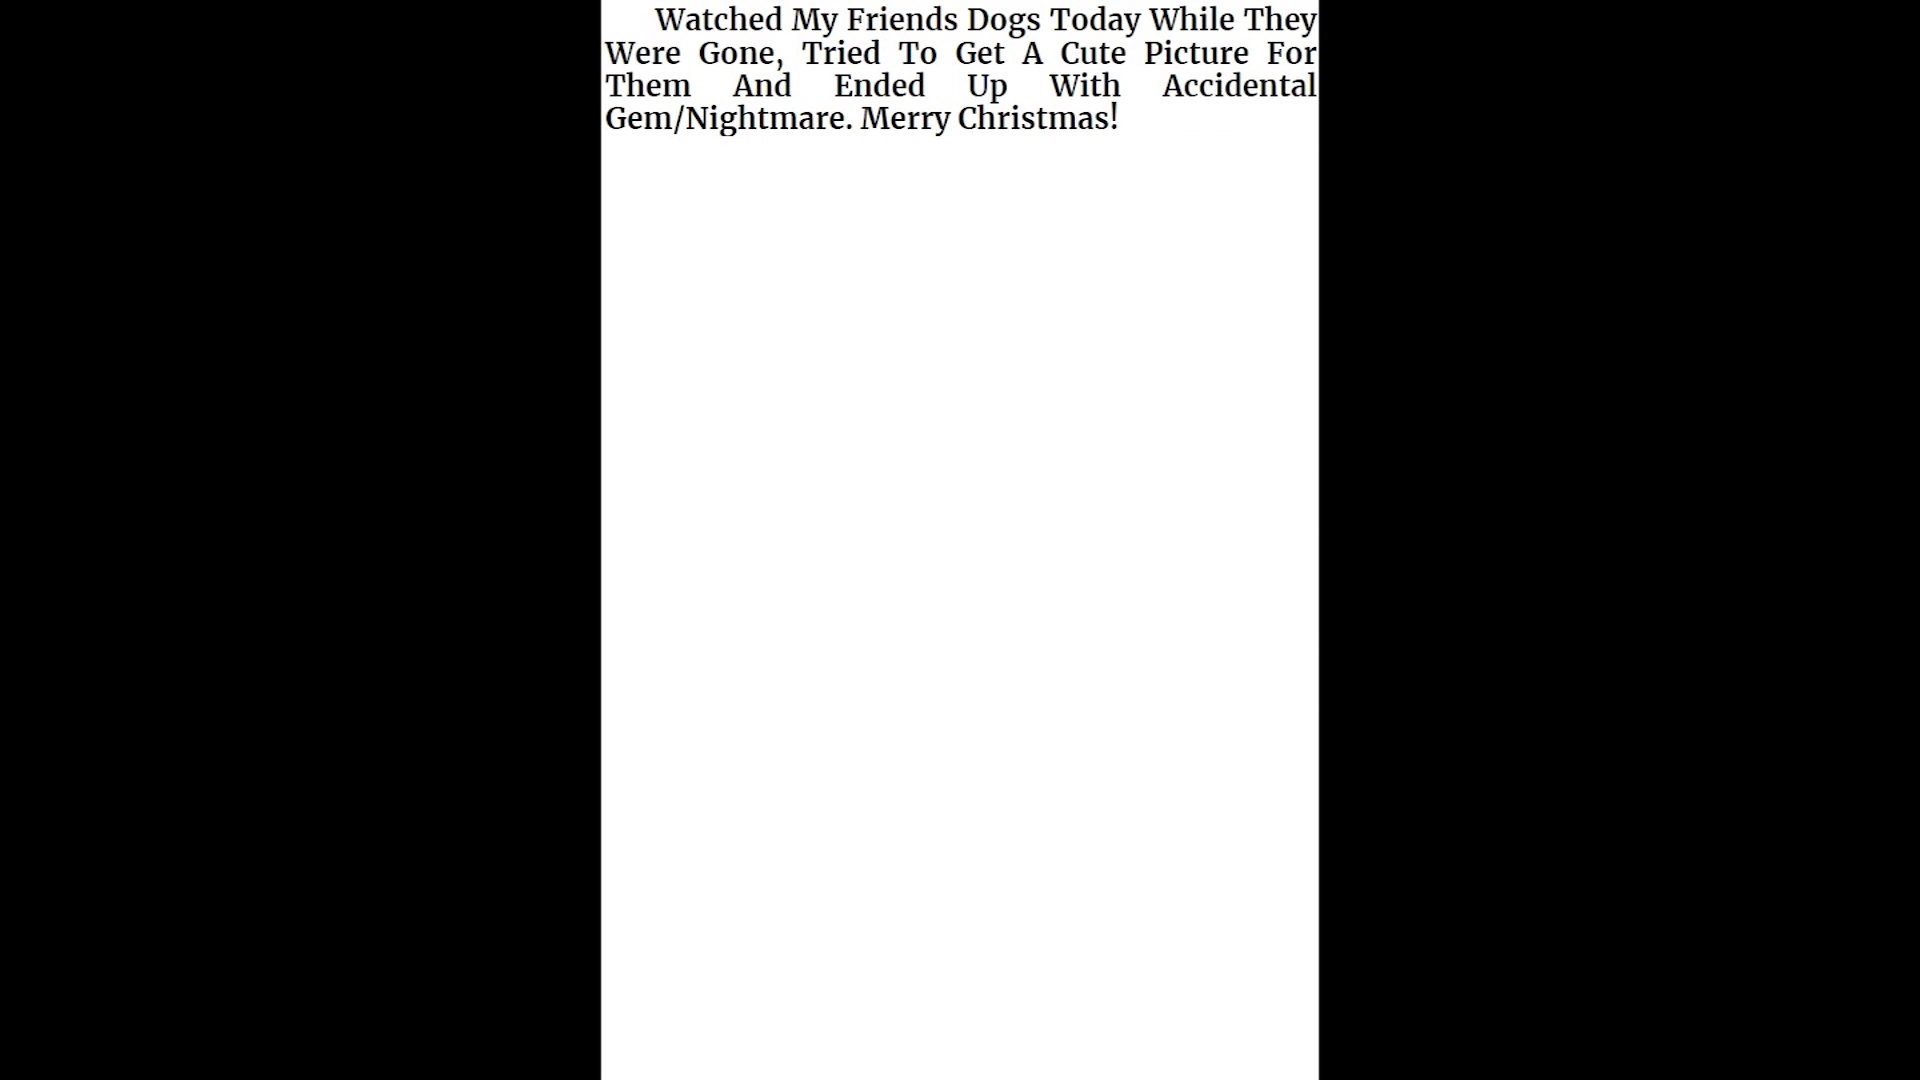 Watched My Friends Dogs Today While They
Were Gone, Tried To Get A Cute Picture For
Them And Ended Up With Accidental
Gem/Nightmare. Merry Christmas!